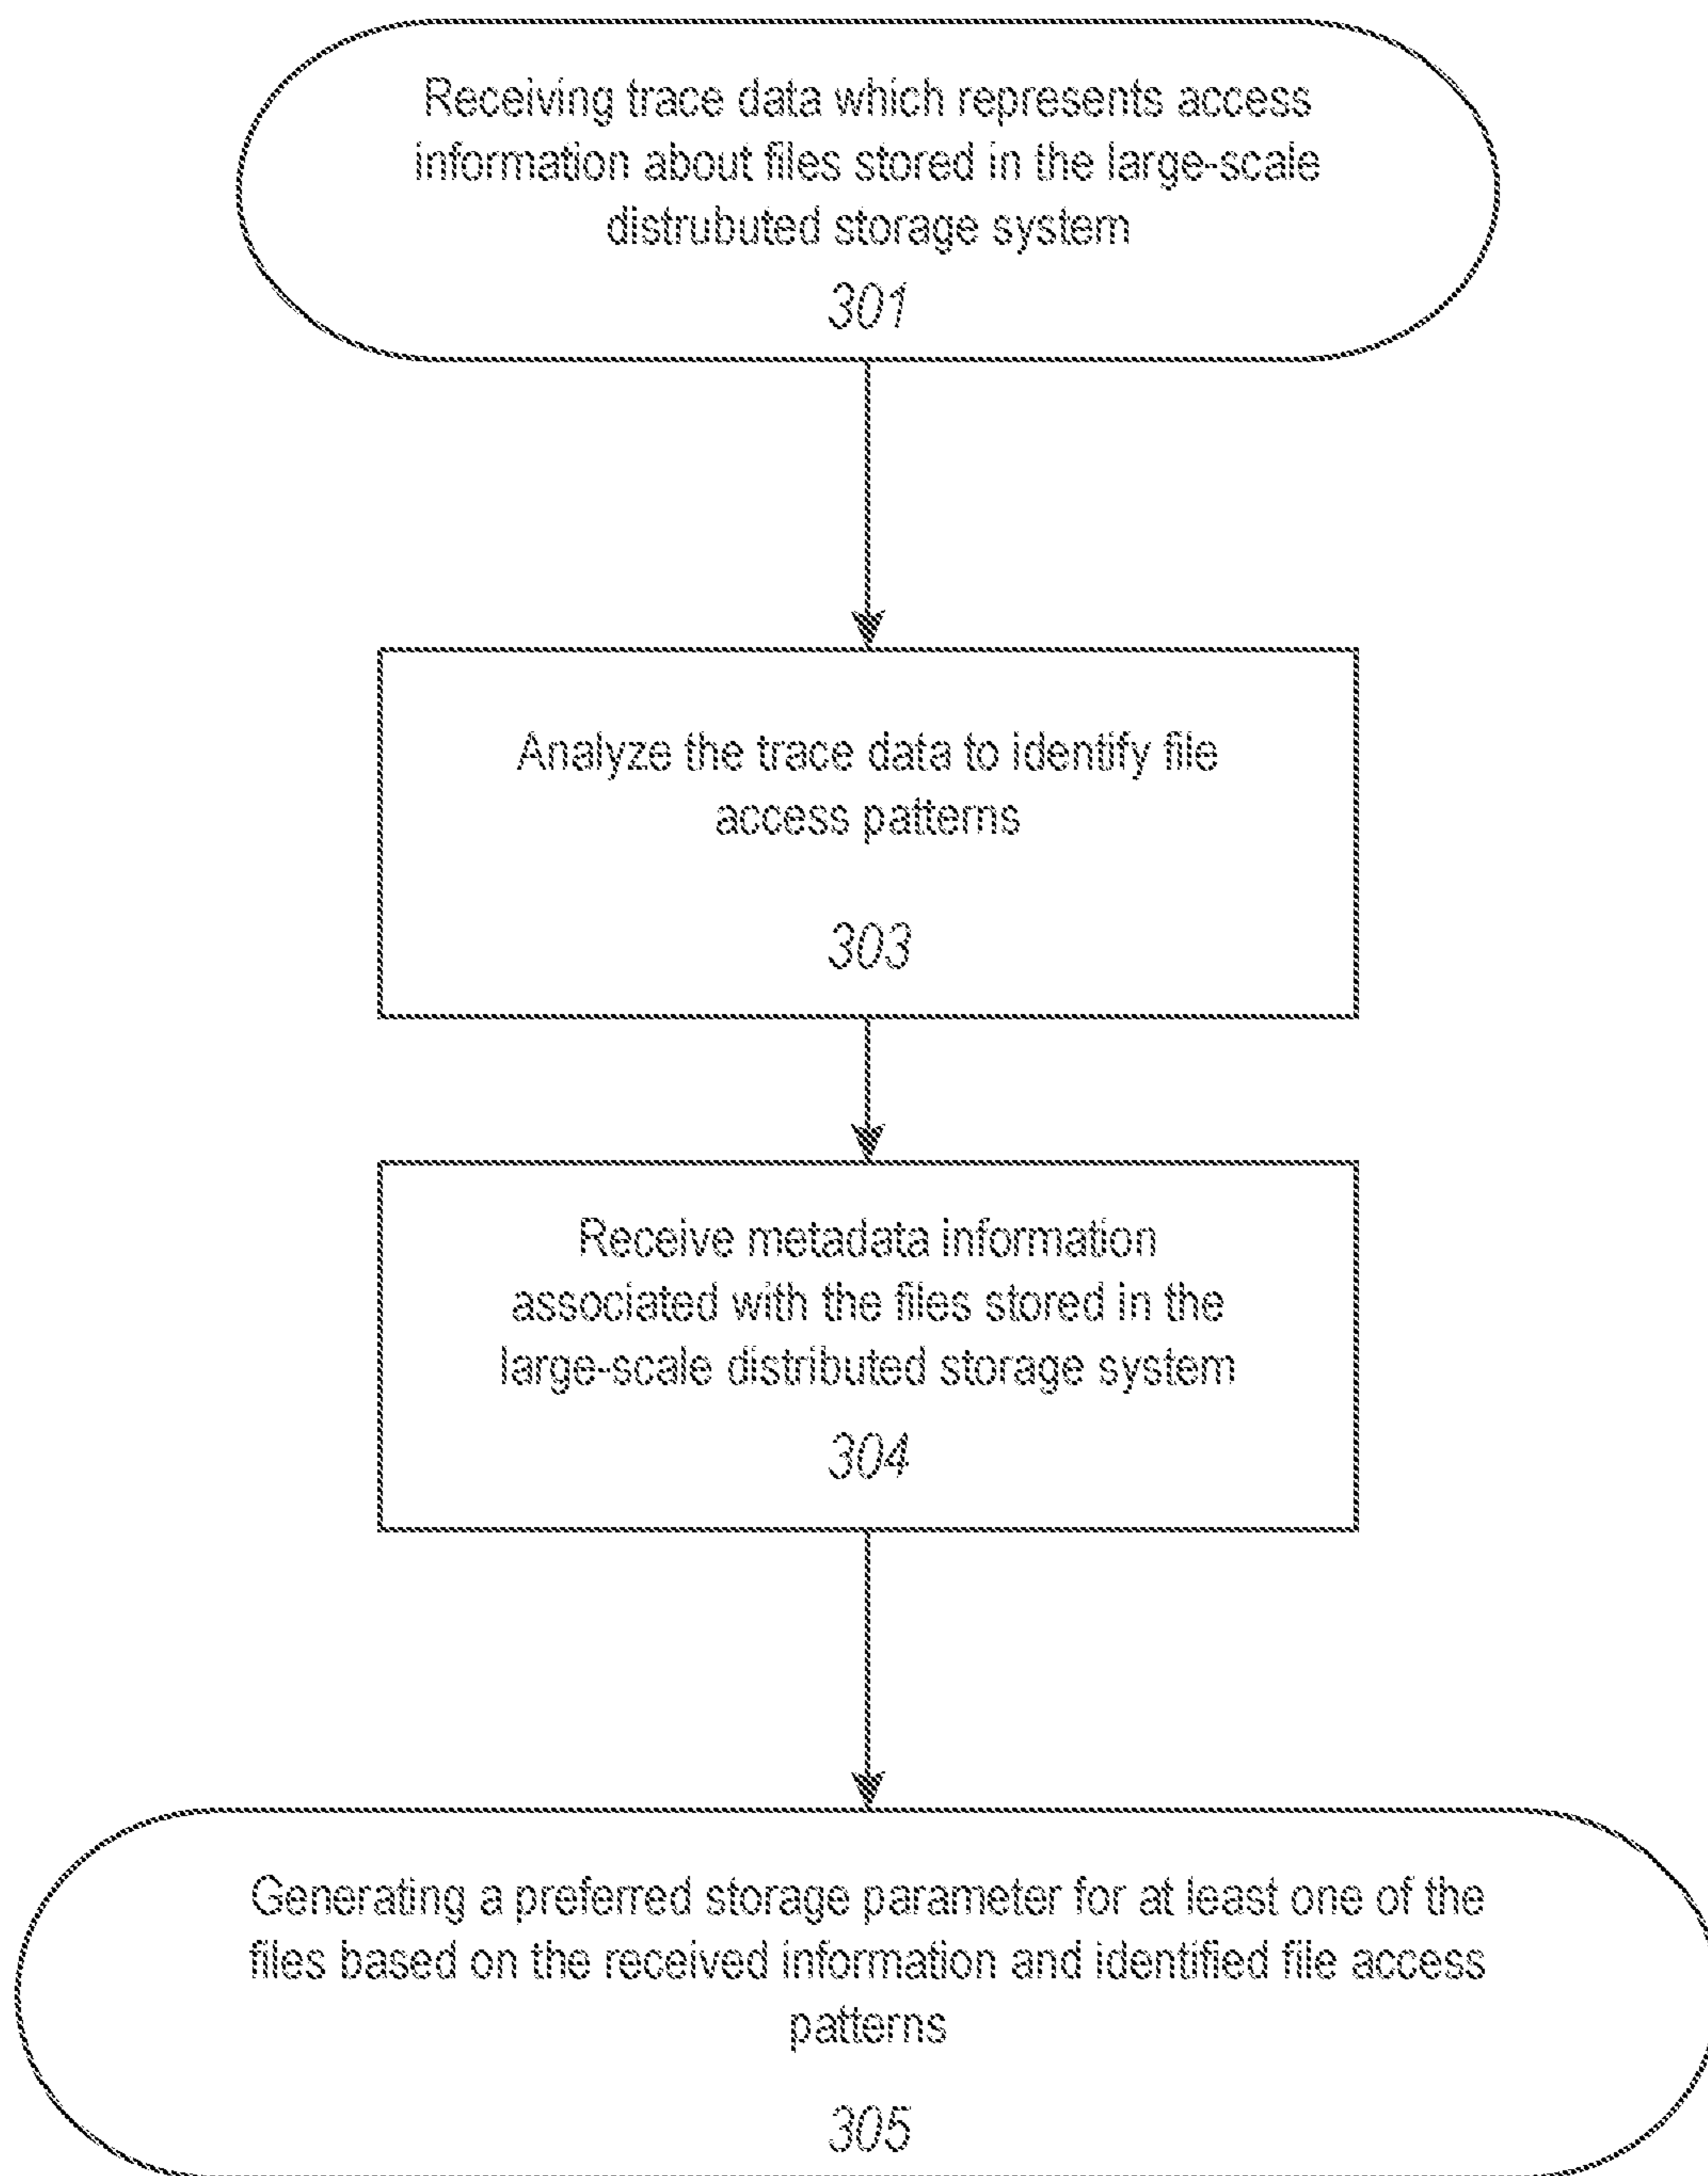 Receiving trace data which represents access
information about files stored in the large-scale
distrubuted storage system
301
Analyze the trace data to identify file
access patterns
303
Receive metadata information
associated with the files stored in the
large-scale distributed storage system
304
Generating a preferred storage parameter for at least one of the
files based on the received information and identified file access
patterns
305